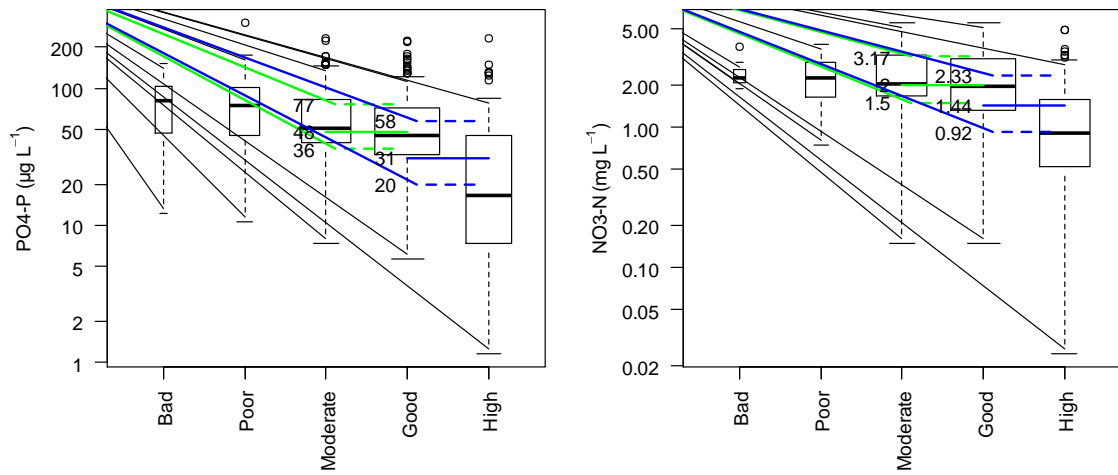 PO4-P (µg L⁻¹)
200
100
50
20
10
5
2
1
77
48
36
58
31
20
Bad
Poor
Moderate
Good
High
NO3-N (mg L⁻¹)
5.00
2.00
1.00
0.50
0.20
0.10
0.05
0.02
3.17
2
1.5
2.33
1.44
0.92
Bad
Poor
Moderate
Good
High